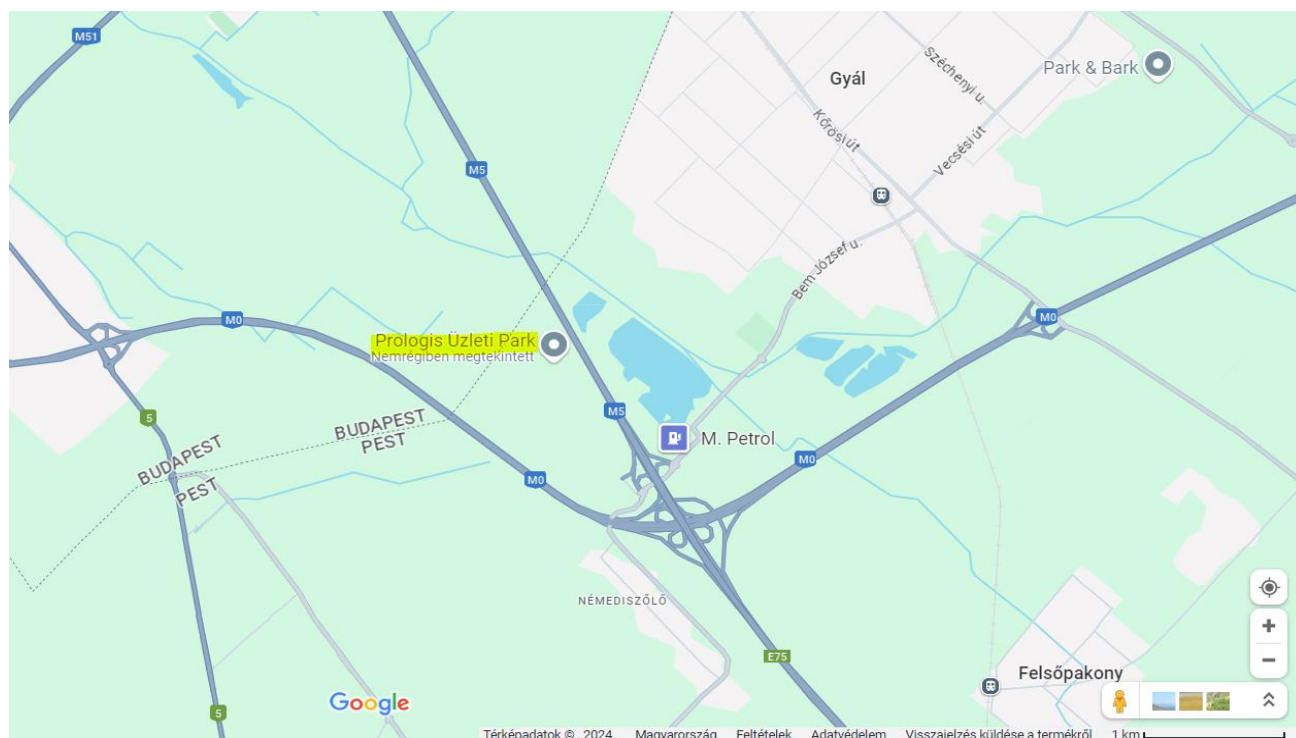 M51
Gyál
Széchenyi u.
Park & Bark
Kőrösi út
Vecsési út
M5
Bem József u.
M0
M0
Prologis Üzleti Park
Nemrégiben megtekintett
M5
5
BUDAPEST
PEST
M. Petrol
BUDAPEST
PEST
M0
M0
NÉMEDISZŐLŐ
E75
Felsőpakony
5
Google
Térképadatok © , 2024 Magyarország Feltételek Adatvédelem Visszajelzés küldése a termékről 1 km